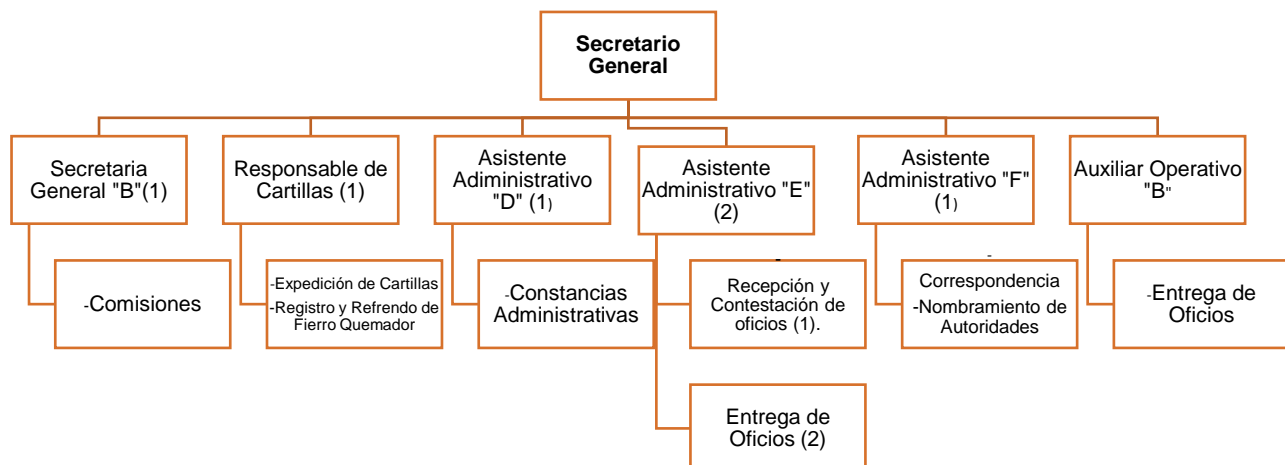 Secretario
General
Secretaria
General "B"(1)
Responsable de
Cartillas (1)
Asistente
Adiministrativo
"D" (1)
Asistente
Administrativo "E"
(2)
Asistente
Administrativo "F"
(1)
Auxiliar Operativo
"B"
-Comisiones
-Expedición de Cartillas
-Registro y Refrendo de
Fierro Quemador
-Constancias
Administrativas
-
Recepción y
Contestación de
oficios (1).
-
Correspondencia
-Nombramiento de
Autoridades
-Entrega de
Oficios
Entrega de
Oficios (2)